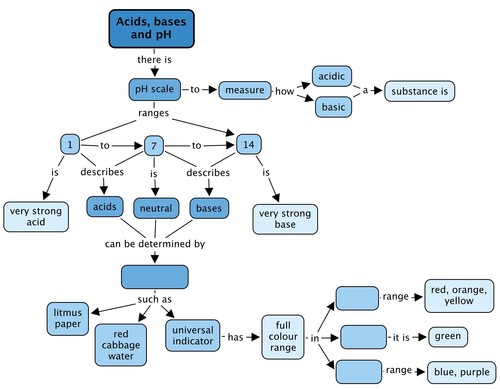 Acids, bases
and pH
there is
pH scale
to
measure
how
acidic
basic
a
substance is
ranges
1
to
7
to
14
is
describes
is
describes
is
very strong
acid
acids
neutral
bases
very strong
base
can be determined by
such as
litmus
paper
red
cabbage
water
universal
indicator
has
full
colour
range
in
range
red, orange,
yellow
it is
green
range
blue, purple